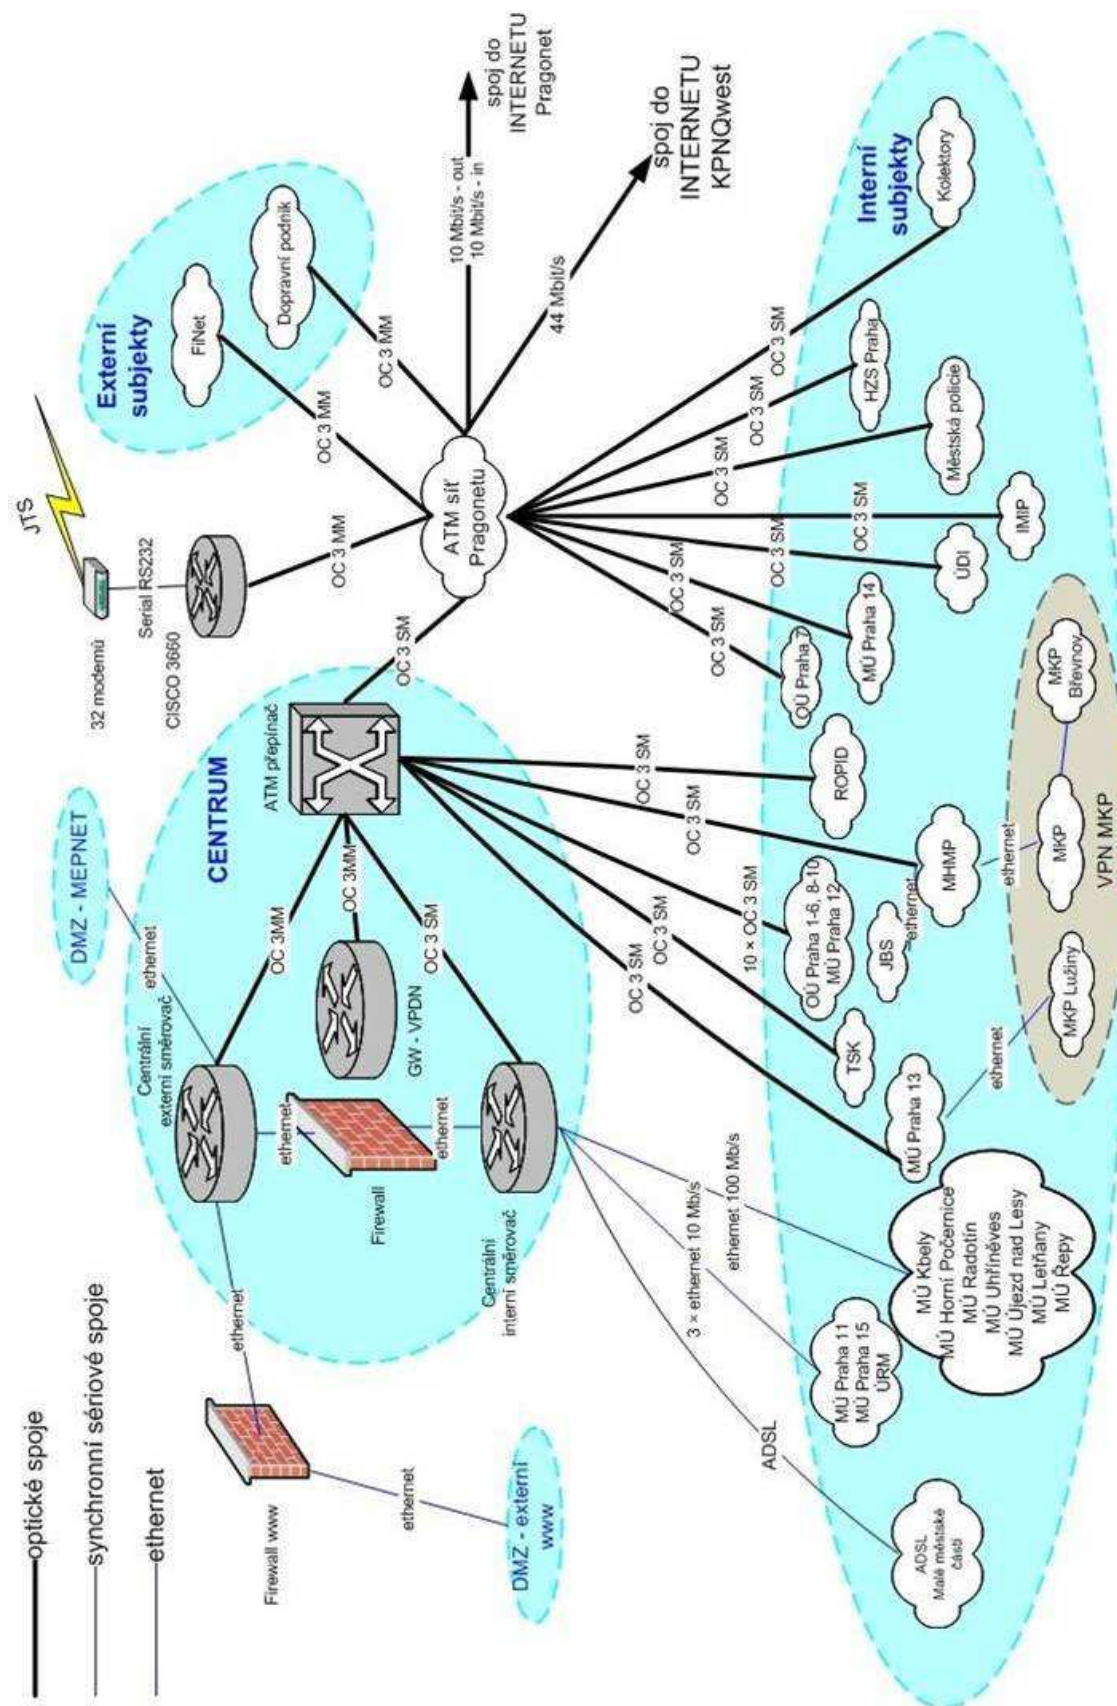 optické spoje
synchronní sériové spoje
ethernet
JTS
32 modemů
Serial RS232
CISCO 3660
OC 3 MM
Externí
subjekty
FiNet
OC 3 MM
Dopravní podnik
OC 3 MM
10 Mbit/s - out
10 Mbit/s - in
spoj do
INTERNETU
Pragonet
44 Mbit/s
spoj do
INTERNETU
KPNQwest
ATM síť
Pragonetu
OC 3 SM
DMZ - MEPNET
ethernet
CENTRUM
ATM přepínač
OC 3MM
OC 3MM
OC 3 SM
Centrální
externí směrovač
GW - VPDN
ethernet
Firewall
ethernet
Centrální
interní směrovač
ethernet
Firewall www
ethernet
DMZ - externí
www
ADSL
3 × ethernet 10 Mb/s
ethernet 100 Mb/s
OC 3 SM
OC 3 SM
10 × OC 3 SM
OC 3 SM
OC 3 SM
OC 3 SM
OC 3 SM
OC 3 SM
OC 3 SM
OC 3 SM
OC 3 SM
OC 3 SM
Interní
subjekty
ADSL
Malé městské
části
MÚ Praha 11
MÚ Praha 15
ÚRM
MÚ Kbely
MÚ Horní Počernice
MÚ Radotín
MÚ Uhříněves
MÚ Újezd nad Lesy
MÚ Letňany
MÚ Řepy
MÚ Praha 13
TSK
OÚ Praha 1-6, 8-10
MÚ Praha 12
JBS
ethernet
MHMP
ROPID
OÚ Praha 7
MÚ Praha 14
ÚDI
IMIP
Městská policie
HZS Praha
Kolektory
ethernet
ethernet
MKP Lužiny
MKP
MKP
Břevnov
VPN MKP